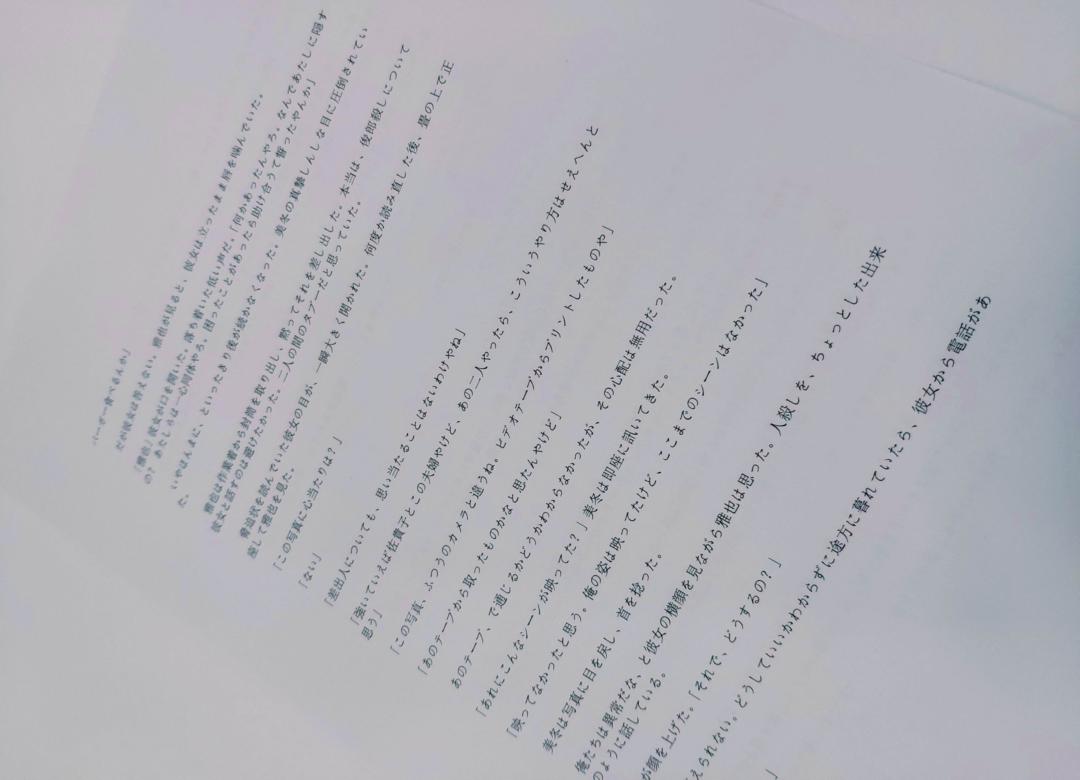 バーガー食べるんか」
だが彼女は答えない。雅也が見ると、彼女は立ったまま唇を噛んでいた。
「雅也」彼女が口を開いた。落ち着いた低い声だ。「何かあったんやろ。なんであたしに隠す
の？　あたしらは一心同体やろ。困ったことがあったら助け合うて誓ったやんか」
いやほんまに、といったきり後が続かなくなった。美冬の真摯しんしな目に圧倒されてい
た。
雅也は作業着から封筒を取り出し、黙ってそれを差し出した。本当は、俊郎殺しについて
彼女と話すのは避けたかった。二人の間のタブーだと思っていた。
脅迫状を読んでいた彼女の目が、一瞬大きく開かれた。何度か読み直した後、畳の上で正
座して雅也を見た。
「この写真に心当たりは？」
「ない」
「差出人についても、思い当たることはないわけやね」
「強いていえば佐貴子とこの夫婦やけど、あの二人やったら、こういうやり方はせえへんと
思う」
「この写真、ふつうのカメラと違うね。ビデオテープからプリントしたものや」
「あのテープから取ったものかなと思たんやけど」
あのテープ、で通じるかどうかわからなかったが、その心配は無用だった。
「あれにこんなシーンが映ってた？」美冬は即座に訊いてきた。
「映ってなかったと思う。俺の姿は映ってたけど、ここまでのシーンはなかった」
美冬は写真に目を戻し、首を捻った。
俺たちは異常だな、と彼女の横顔を見ながら雅也は思った。人殺しを、ちょっとした出来
のように話している。
が顔を上げた。「それで、どうするの？」
えられない。どうしていいかわからずに途方に暮れていたら、彼女から電話があ
」